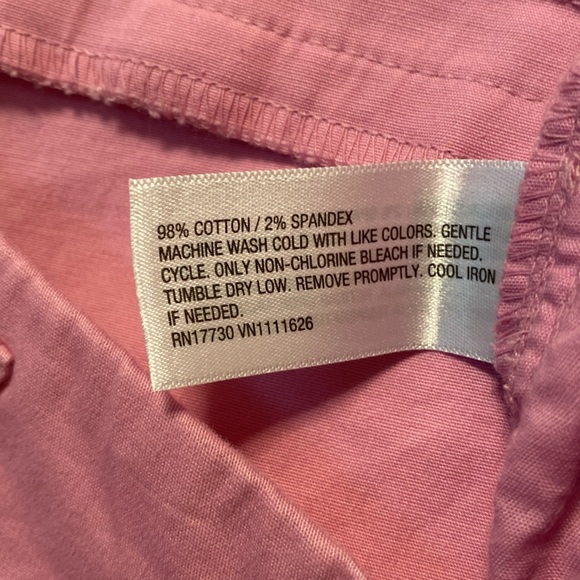 98% COTTON / 2% SPANDEX
MACHINE WASH COLD WITH LIKE COLORS. GENTLE
CYCLE. ONLY NON-CHLORINE BLEACH IF NEEDED.
TUMBLE DRY LOW. REMOVE PROMPTLY. COOL IRON
IF NEEDED.
RN17730 VN1111626